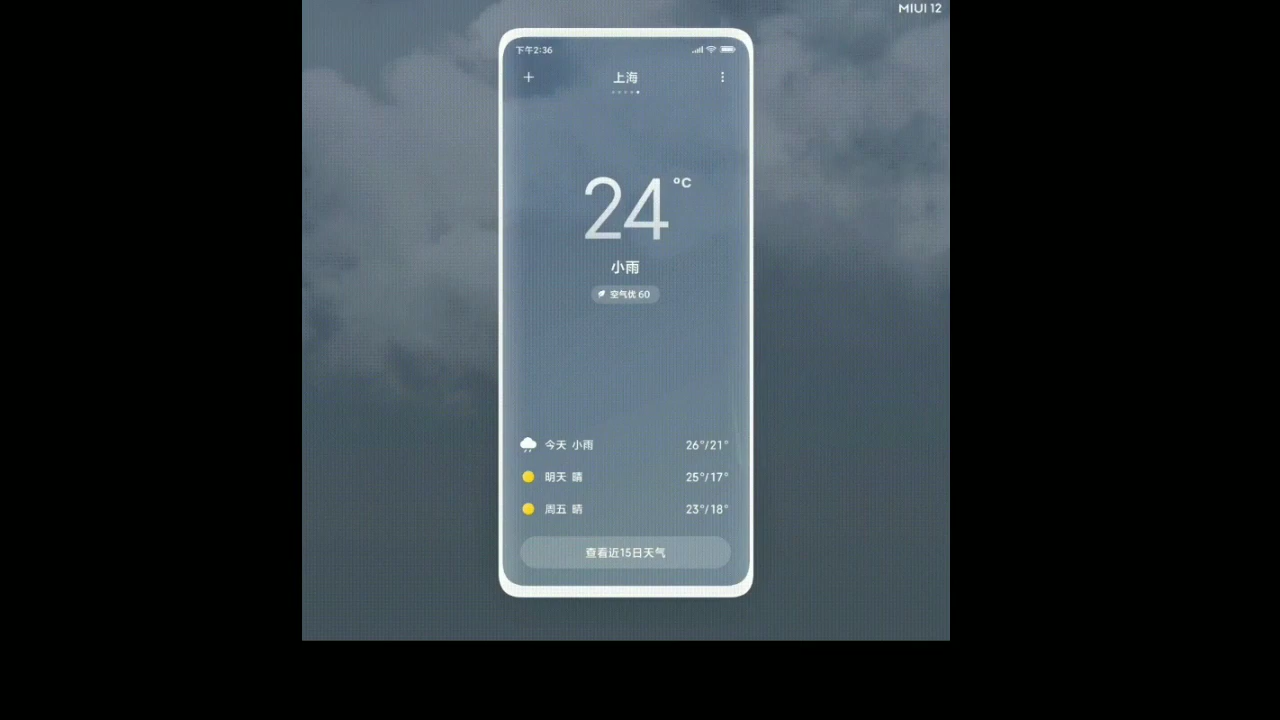 MIUI 12
下午2:36
上海
24°C
小雨
空气优 60
今天 小雨 26°/21°
明天 晴 25°/17°
周五 晴 23°/18°
查看近15日天气